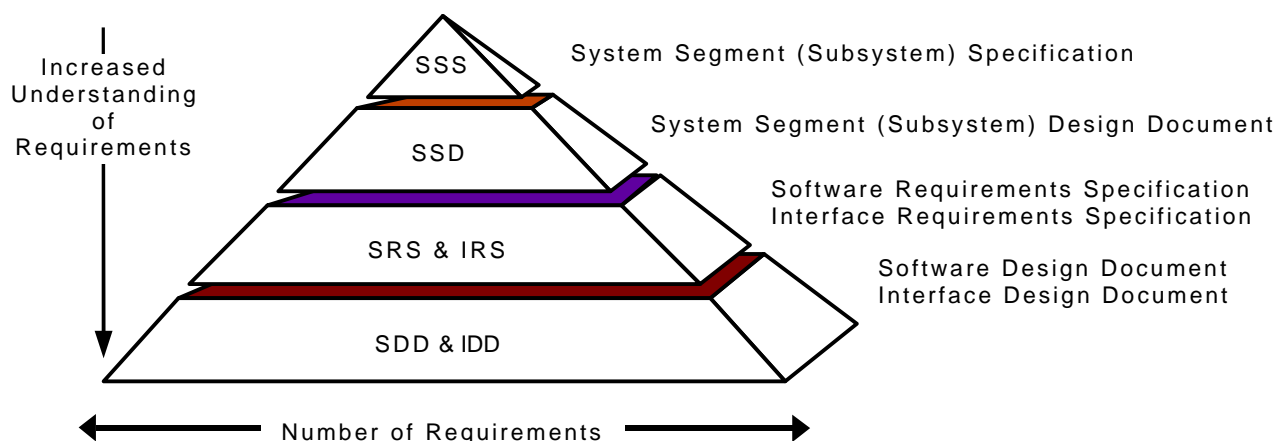 SSS
System Segment (Subsystem) Specification
Increased
Understanding
of
Requirements
SSD
System Segment (Subsystem) Design Document
SRS & IRS
Software Requirements Specification
Interface Requirements Specification
SDD & IDD
Software Design Document
Interface Design Document
Number of Requirements